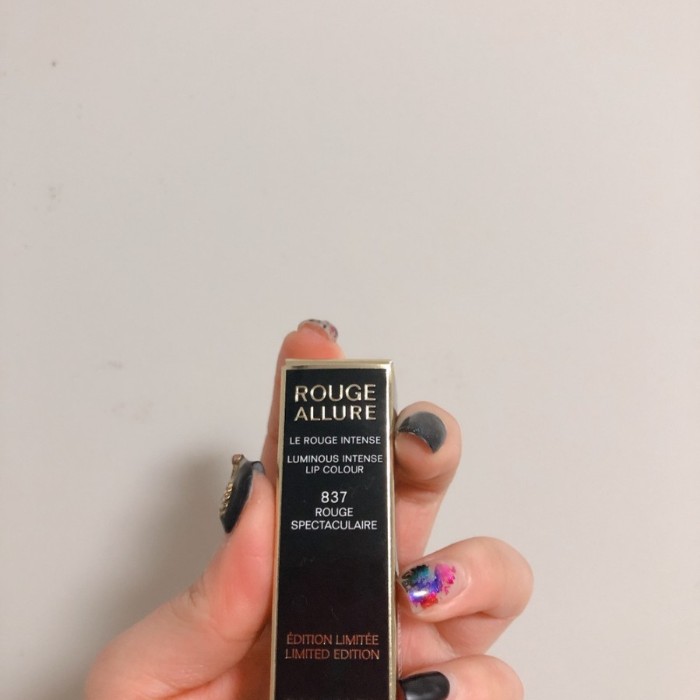 ROUGE
ALLURE
LE ROUGE INTENSE
LUMINOUS INTENSE
LIP COLOUR
837
ROUGE
SPECTACULAIRE
ÉDITION LIMITÉE
LIMITED EDITION